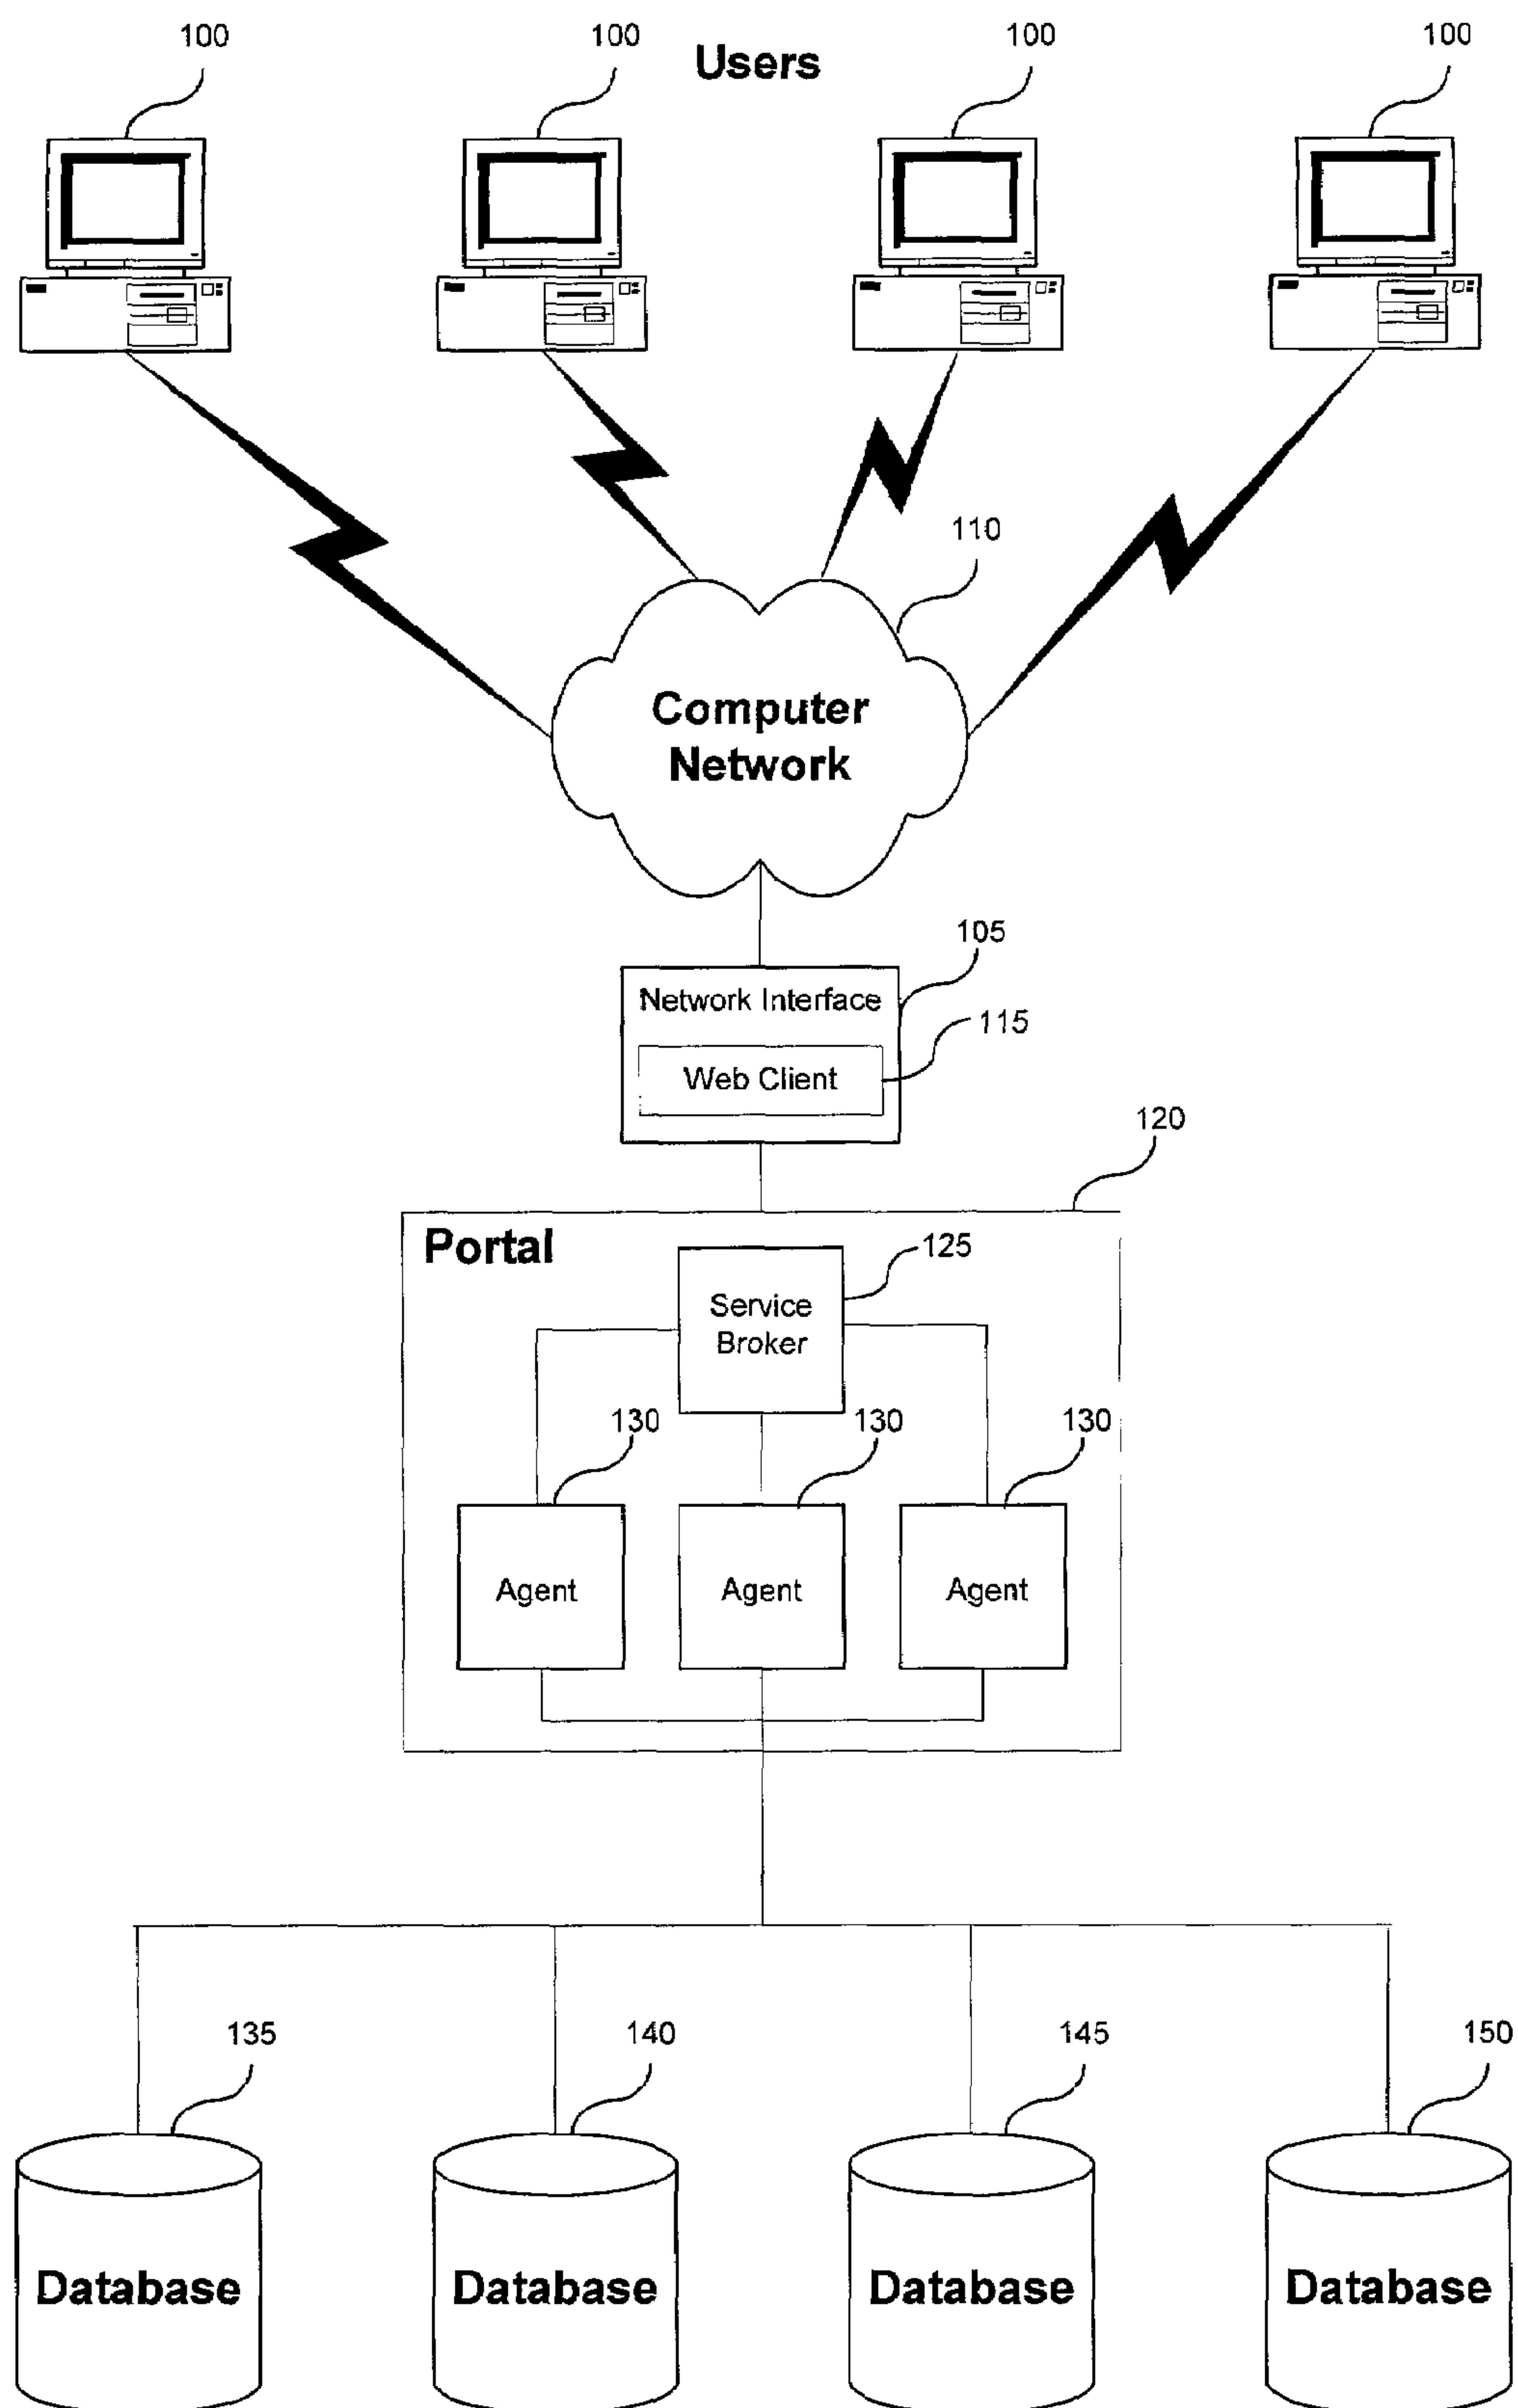 100
100
Users
100
100
110
Computer
Network
105
Network Interface
115
Web Client
120
Portal
125
Service
Broker
130
130
130
Agent
Agent
Agent
135
140
145
150
Database
Database
Database
Database